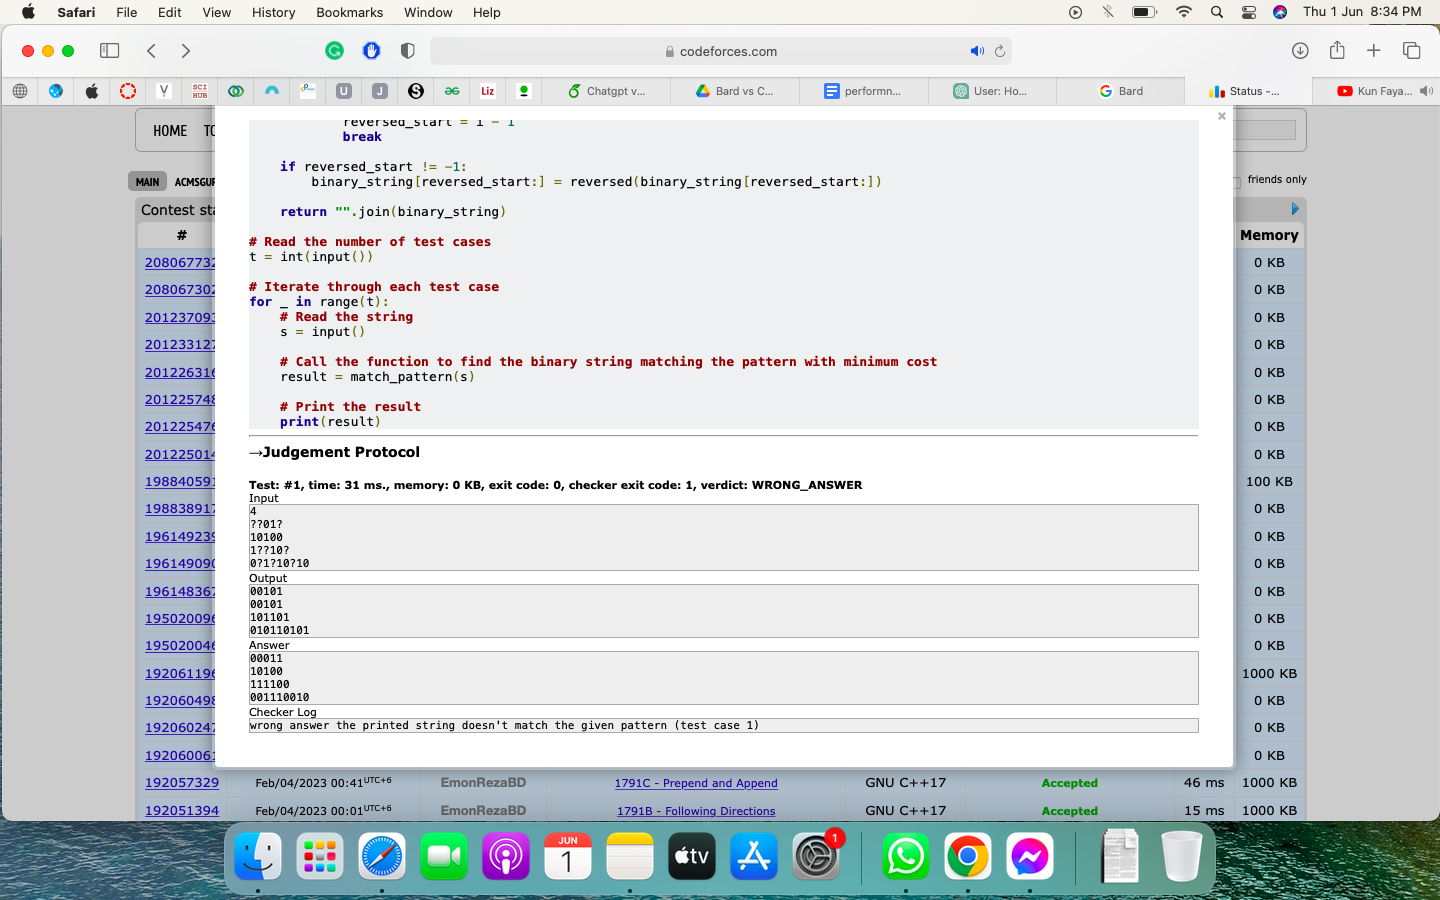 Safari File Edit View History Bookmarks Window Help Thu 1 Jun 8:34 PM
codeforces.com
SCI HUB U J Liz Chatgpt v... Bard vs C... performn... User: Ho... Bard Status -... Kun Faya...
HOME
MAIN ACMSGU friends only
Contest sta
# Memory
reversed_start = i - 1
break
if reversed_start != -1:
binary_string[reversed_start:] = reversed(binary_string[reversed_start:])
return "".join(binary_string)
# Read the number of test cases
t = int(input())
# Iterate through each test case
for _ in range(t):
# Read the string
s = input()
# Call the function to find the binary string matching the pattern with minimum cost
result = match_pattern(s)
# Print the result
print(result)
→Judgement Protocol
Test: #1, time: 31 ms., memory: 0 KB, exit code: 0, checker exit code: 1, verdict: WRONG_ANSWER
Input
4
??01?
10100
1??10?
0?1?10?10
Output
00101
00101
101101
010110101
Answer
00011
10100
111100
001110010
Checker Log
wrong answer the printed string doesn't match the given pattern (test case 1)
208067732 0 KB
208067302 0 KB
201237093 0 KB
201233127 0 KB
201226316 0 KB
201225748 0 KB
201225476 0 KB
201225014 0 KB
198840591 100 KB
198838917 0 KB
196149239 0 KB
196149090 0 KB
196148367 0 KB
195020096 0 KB
195020046 0 KB
192061196 1000 KB
192060498 0 KB
192060247 0 KB
192060061 0 KB
192057329 Feb/04/2023 00:41UTC+6 EmonRezaBD 1791C - Prepend and Append GNU C++17 Accepted 46 ms 1000 KB
192051394 Feb/04/2023 00:01UTC+6 EmonRezaBD 1791B - Following Directions GNU C++17 Accepted 15 ms 1000 KB
JUN
1
tv
1